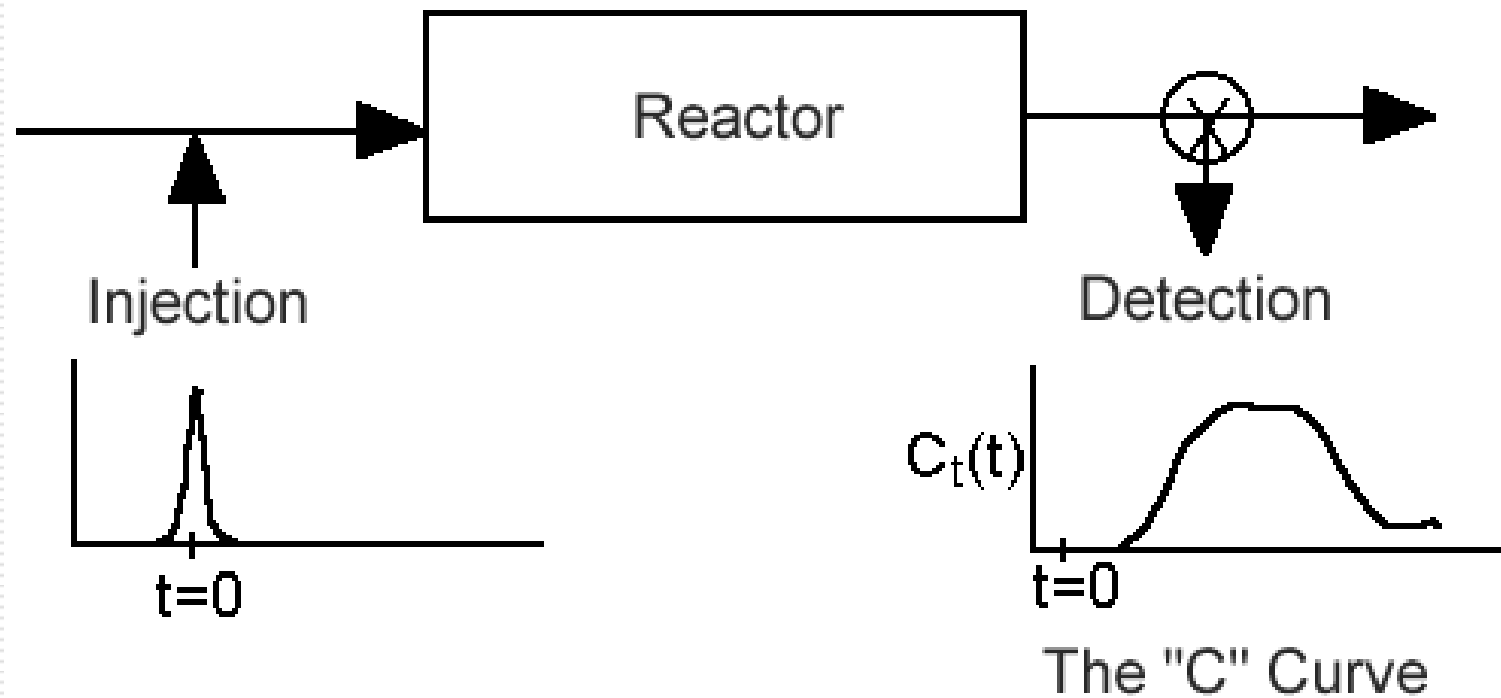 Reactor
Injection
Detection
Cₜ(t)
t=0
t=0
The "C" Curve